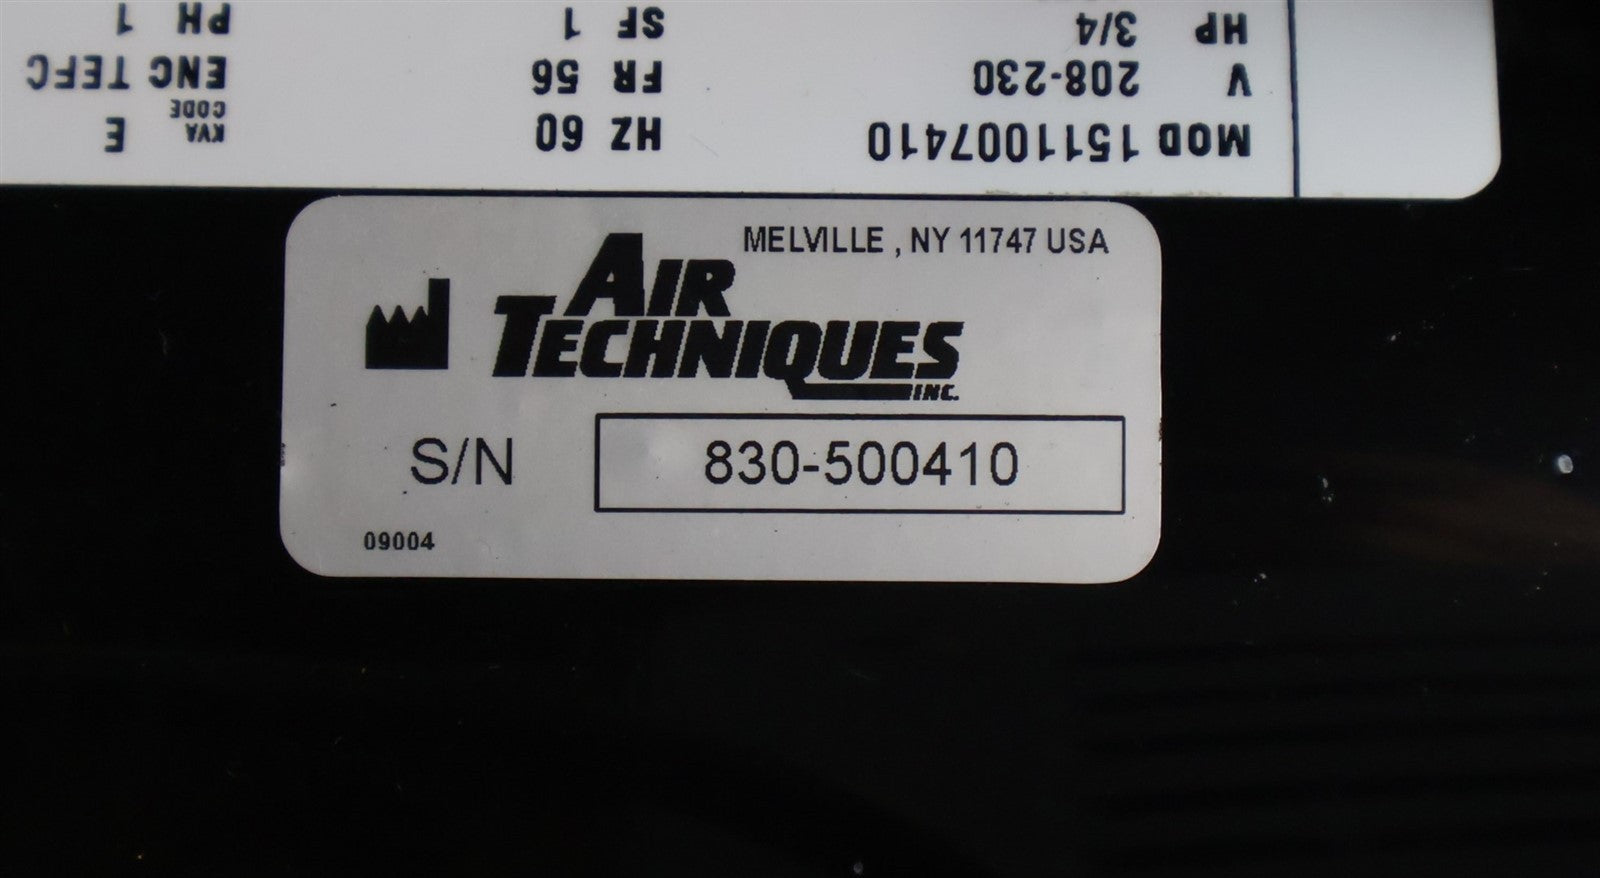 MOD 1511007410 HZ 60 KVA CODE E
V 208-230 FR 56 ENC TEFC
HP 3/4 SF 1 PH 1
MELVILLE , NY 11747 USA
AIR
TECHNIQUES
INC.
S/N 830-500410
09004